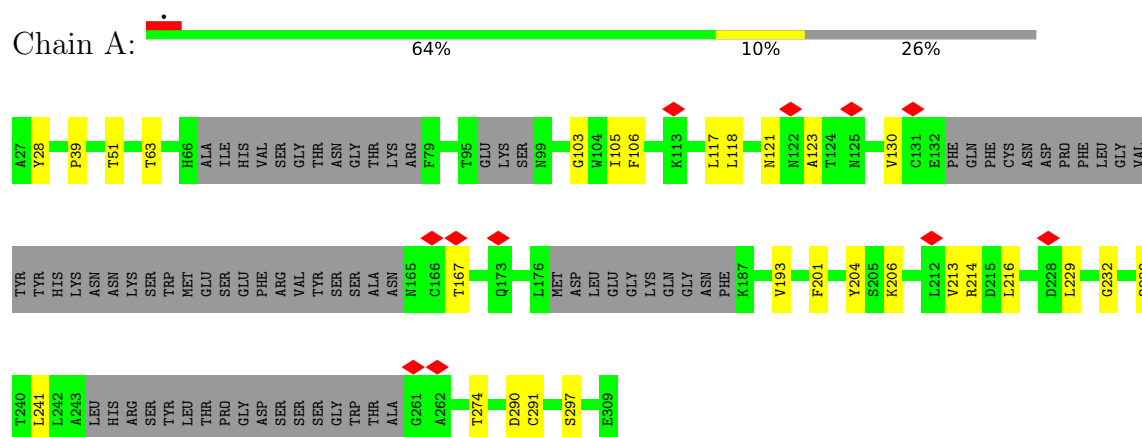 Chain A:
64% 10% 26%
A27 Y28 P39 T51 T63 H66 ALA ILE HIS VAL SER GLY THR ASN GLY THR LYS ARG F79 T95 GLU LYS SER N99 G103 W104 I105 F106 K113 L117 L118 N121 N122 A123 T124 N125 V130 C131 E132 PHE GLN PHE CYS ASN ASP PRO PHE LEU GLY VAL
TYR TYR HIS LYS ASN ASN LYS SER TRP MET GLU SER GLU PHE ARG VAL TYR SER SER ALA ASN N165 C166 T167 Q173 L176 MET ASP LEU GLU GLY LYS GLN GLY ASN PHE K187 V193 F201 Y204 S205 K206 L212 V213 R214 D215 L216 D228 L229 G232
T240 L241 L242 A243 LEU HIS ARG SER TYR LEU THR PRO GLY ASP SER SER SER GLY TRP THR ALA G261 A262 T274 D290 C291 S297 E309